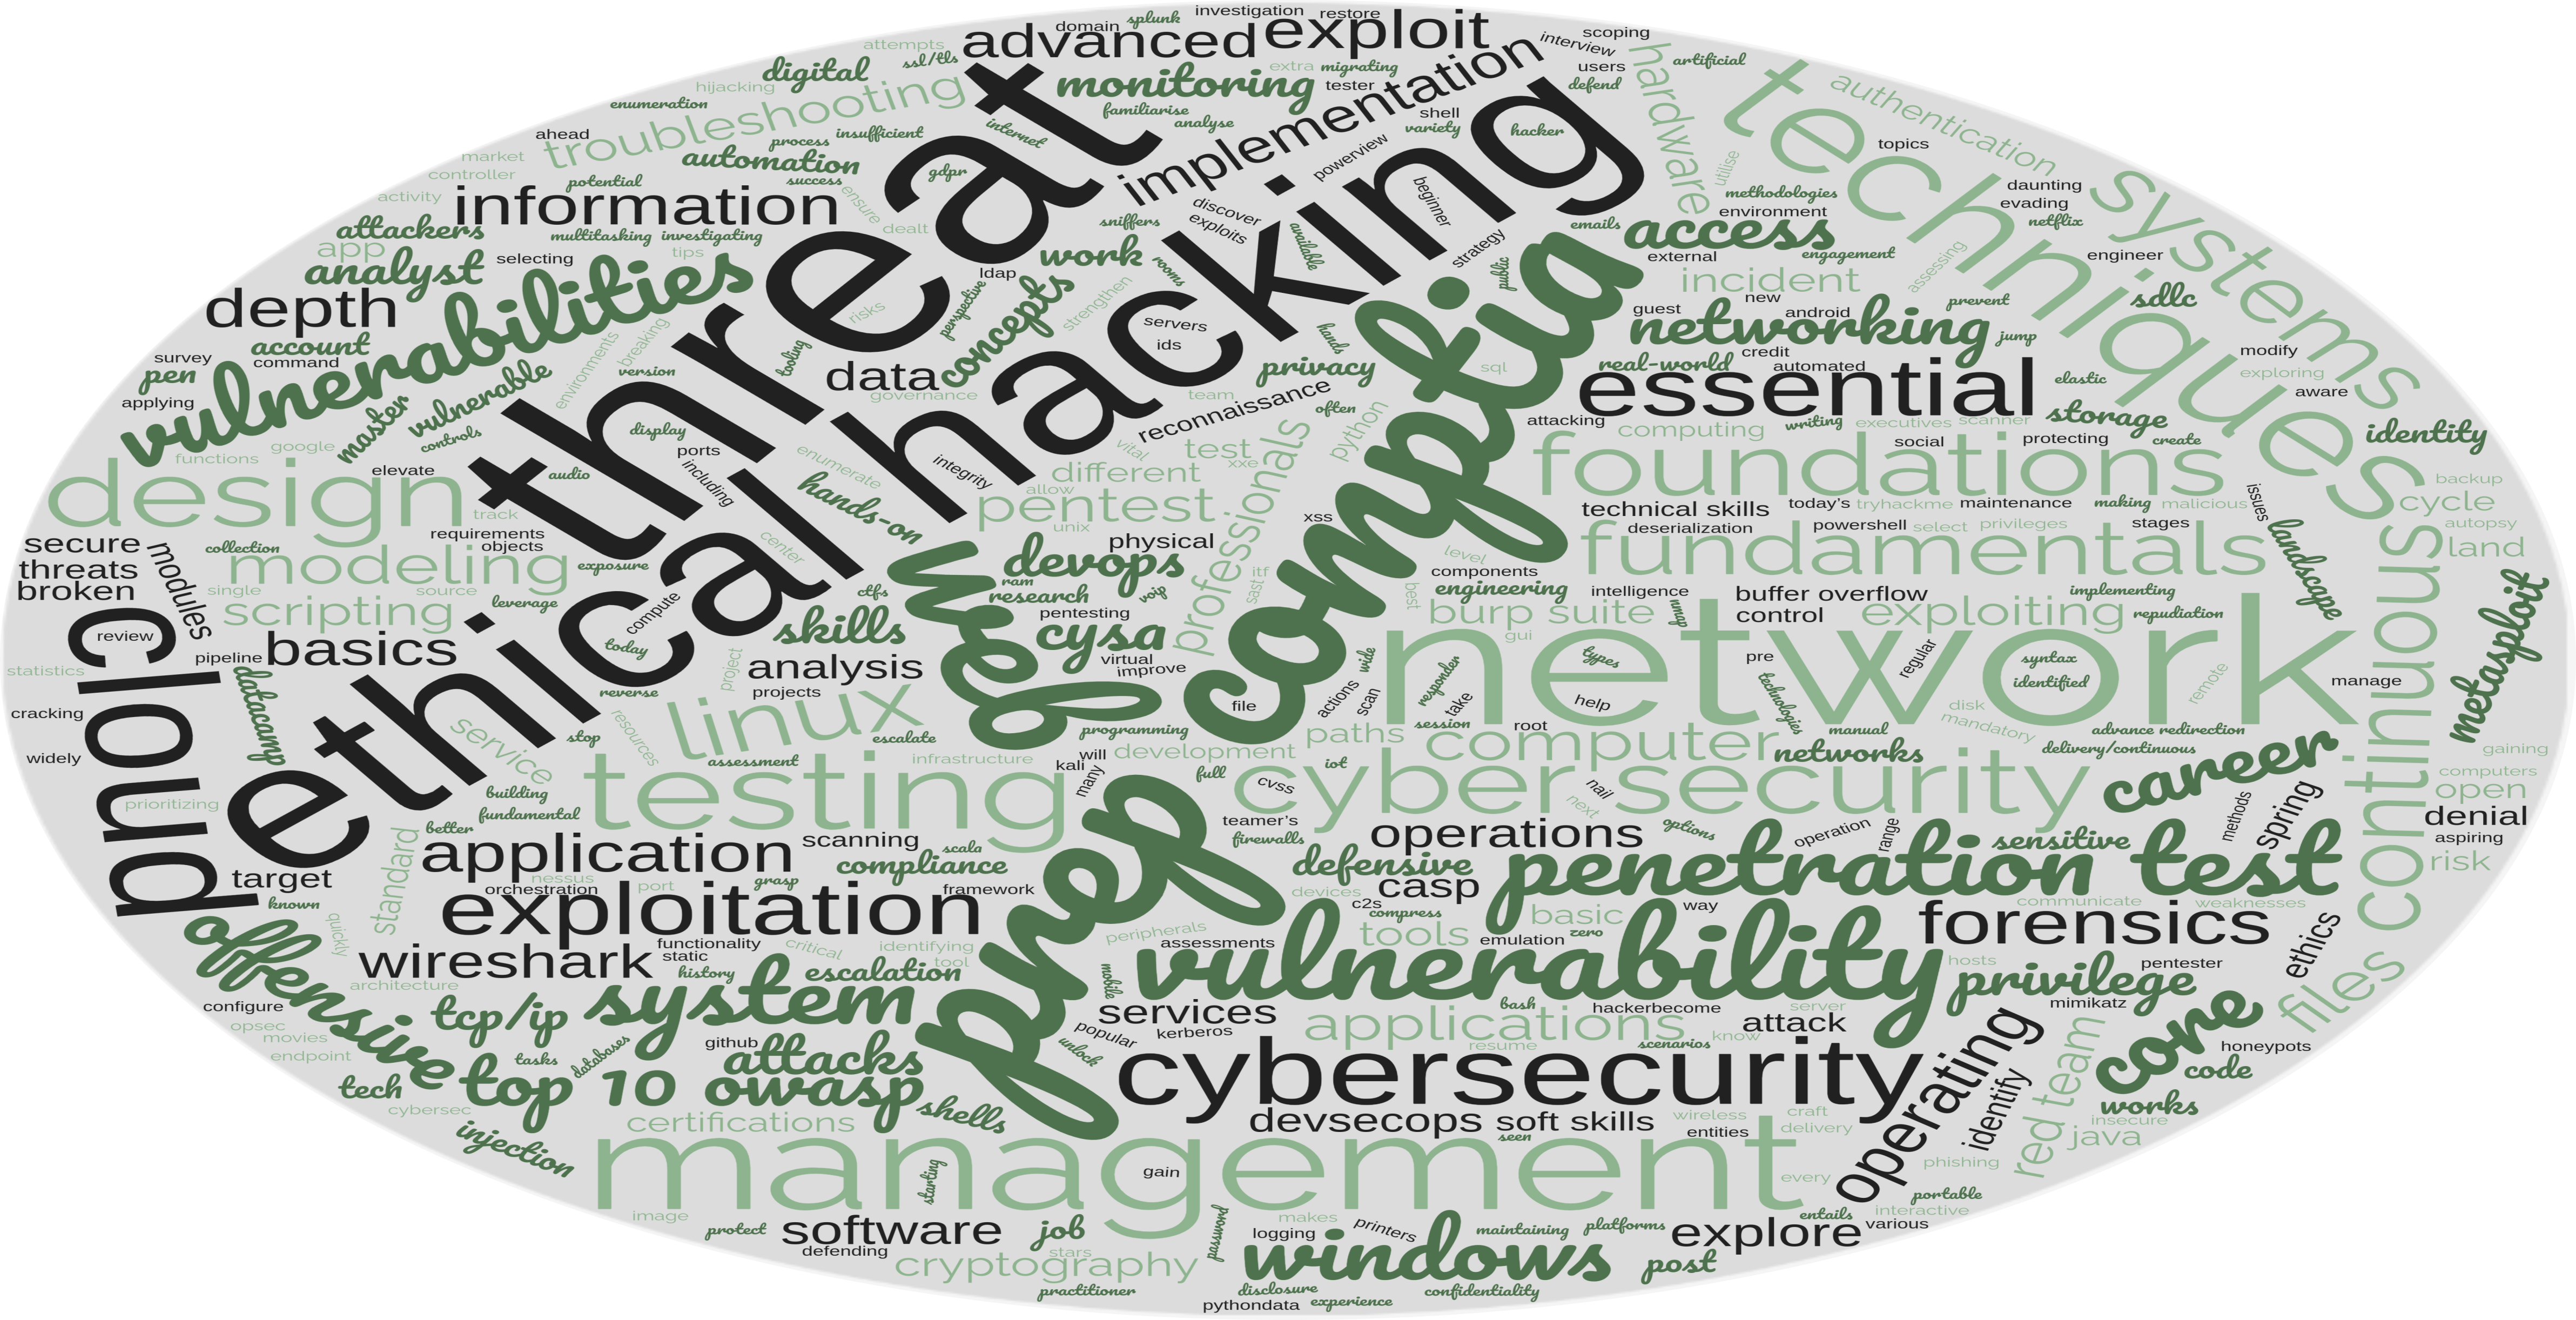 domain
splunk
investigation
restore
advanced
exploit
scoping
interview
users
defend
attempts
ssl/tls
digital
hijacking
enumeration
troubleshooting
monitoring
extra
migrating
tester
implementation
familiarise
analyse
shell
variety
hacker
hardware
artificial
techniques
authentication
systems
topics
utilise
methodologies
environment
daunting
evading
netflix
engineer
ahead
process
insufficient
internet
market
automation
controller
potential
success
gdpr
activity
ensure
information
attackers
multitasking
investigating
dealt
app
tips
analyst
selecting
threat
ethical hacking
powerview
beginner
discover
exploits
sniffers
available
strategy
public
emails
access
external
engagement
assessing
work
rooms
ldap
perspective
concepts
strengthen
risks
servers
ids
hands
incident
new
guest
android
prevent
sdlc
networking
jump
depth
vulnerabilities
account
survey
command
pen
applying
environments
breaking
version
tooling
data
governance
team
privacy
sql
real-world
credit
automated
essential
modify
exploring
elastic
aware
master
vulnerable
controls
google
functions
display
ports
including
elevate
audio
reconnaissance
often
python
attacking
computing
writing
executives
scanner
storage
social
protecting
create
identity
design
track
enumerate
hands-on
integrity
vital
test
xxe
different
allow
pentest
unix
professionals
comptia
foundations
technical skills
today's
tryhackme
maintenance
making
malicious
issues
backup
cycle
autopsy
land
secure
threats
broken
modules
collection
requirements
objects
modeling
exposure
center
web
xss
physical
devops
ram
research
voip
itf
sast
level
components
deserialization
powershell
select
privileges
stages
fundamentals
landscape
continuous
single
source
scripting
leverage
compute
ctfs
skills
pentesting
cysa
best
engineering
intelligence
nmap
burp suite
gui
buffer overflow
control
exploiting
implementing
repudiation
metasploit
cloud
review
pipeline
basics
today
statistics
datacamp
reverse
project
analysis
projects
virtual
improve
file
actions
wide
scan
responder
take
types
help
pre
technologies
regular
syntax
identified
remote
network
manage
cracking
widely
service
stop
resources
linux
escalate
assessment
infrastructure
programming
development
will
kali
many
full
iot
paths
session
root
computer
networks
disk
mandatory
manual
advance redirection
delivery/continuous
career
gaining
computers
open
prioritizing
building
fundamental
better
standard
testing
cvss
teamer's
firewalls
nail
next
cyber security
options
operation
range
sensitive
methods
spring
denial
aspiring
risk
application
scanning
scala
compliance
target
nessus
orchestration
port
grasp
framework
exploitation
prep
operations
defensive
devices
casp
c2s
compress
penetration test
way
communicate
weaknesses
known
quickly
offensive
wireshark
functionality
static
history
critical
identifying
tool
escalation
architecture
peripherals
assessments
mobile
tools
emulation
basic
zero
vulnerability
forensics
hosts
pentester
privilege
mimikatz
ethics
files
configure
opsec
movies
endpoint
tcp/ip
system
services
popular
kerberos
unlock
bash
hackerbecome
server
applications
attack
resume
scenarios
know
core
honeypots
code
github
attacks
tasks
databases
tech
cybersec
top 10 owasp
shells
cybersecurity
operating
identify
red team
works
insecure
java
injection
certifications
devsecops
soft skills
wireless
craft
entities
delivery
seen
management
starting
gain
every
phishing
portable
interactive
image
protect
software
job
defending
stars
cryptography
practitioner
password
makes
logging
printers
maintaining
platforms
entails
various
explore
windows
post
disclosure
confidentiality
pythondata
experience